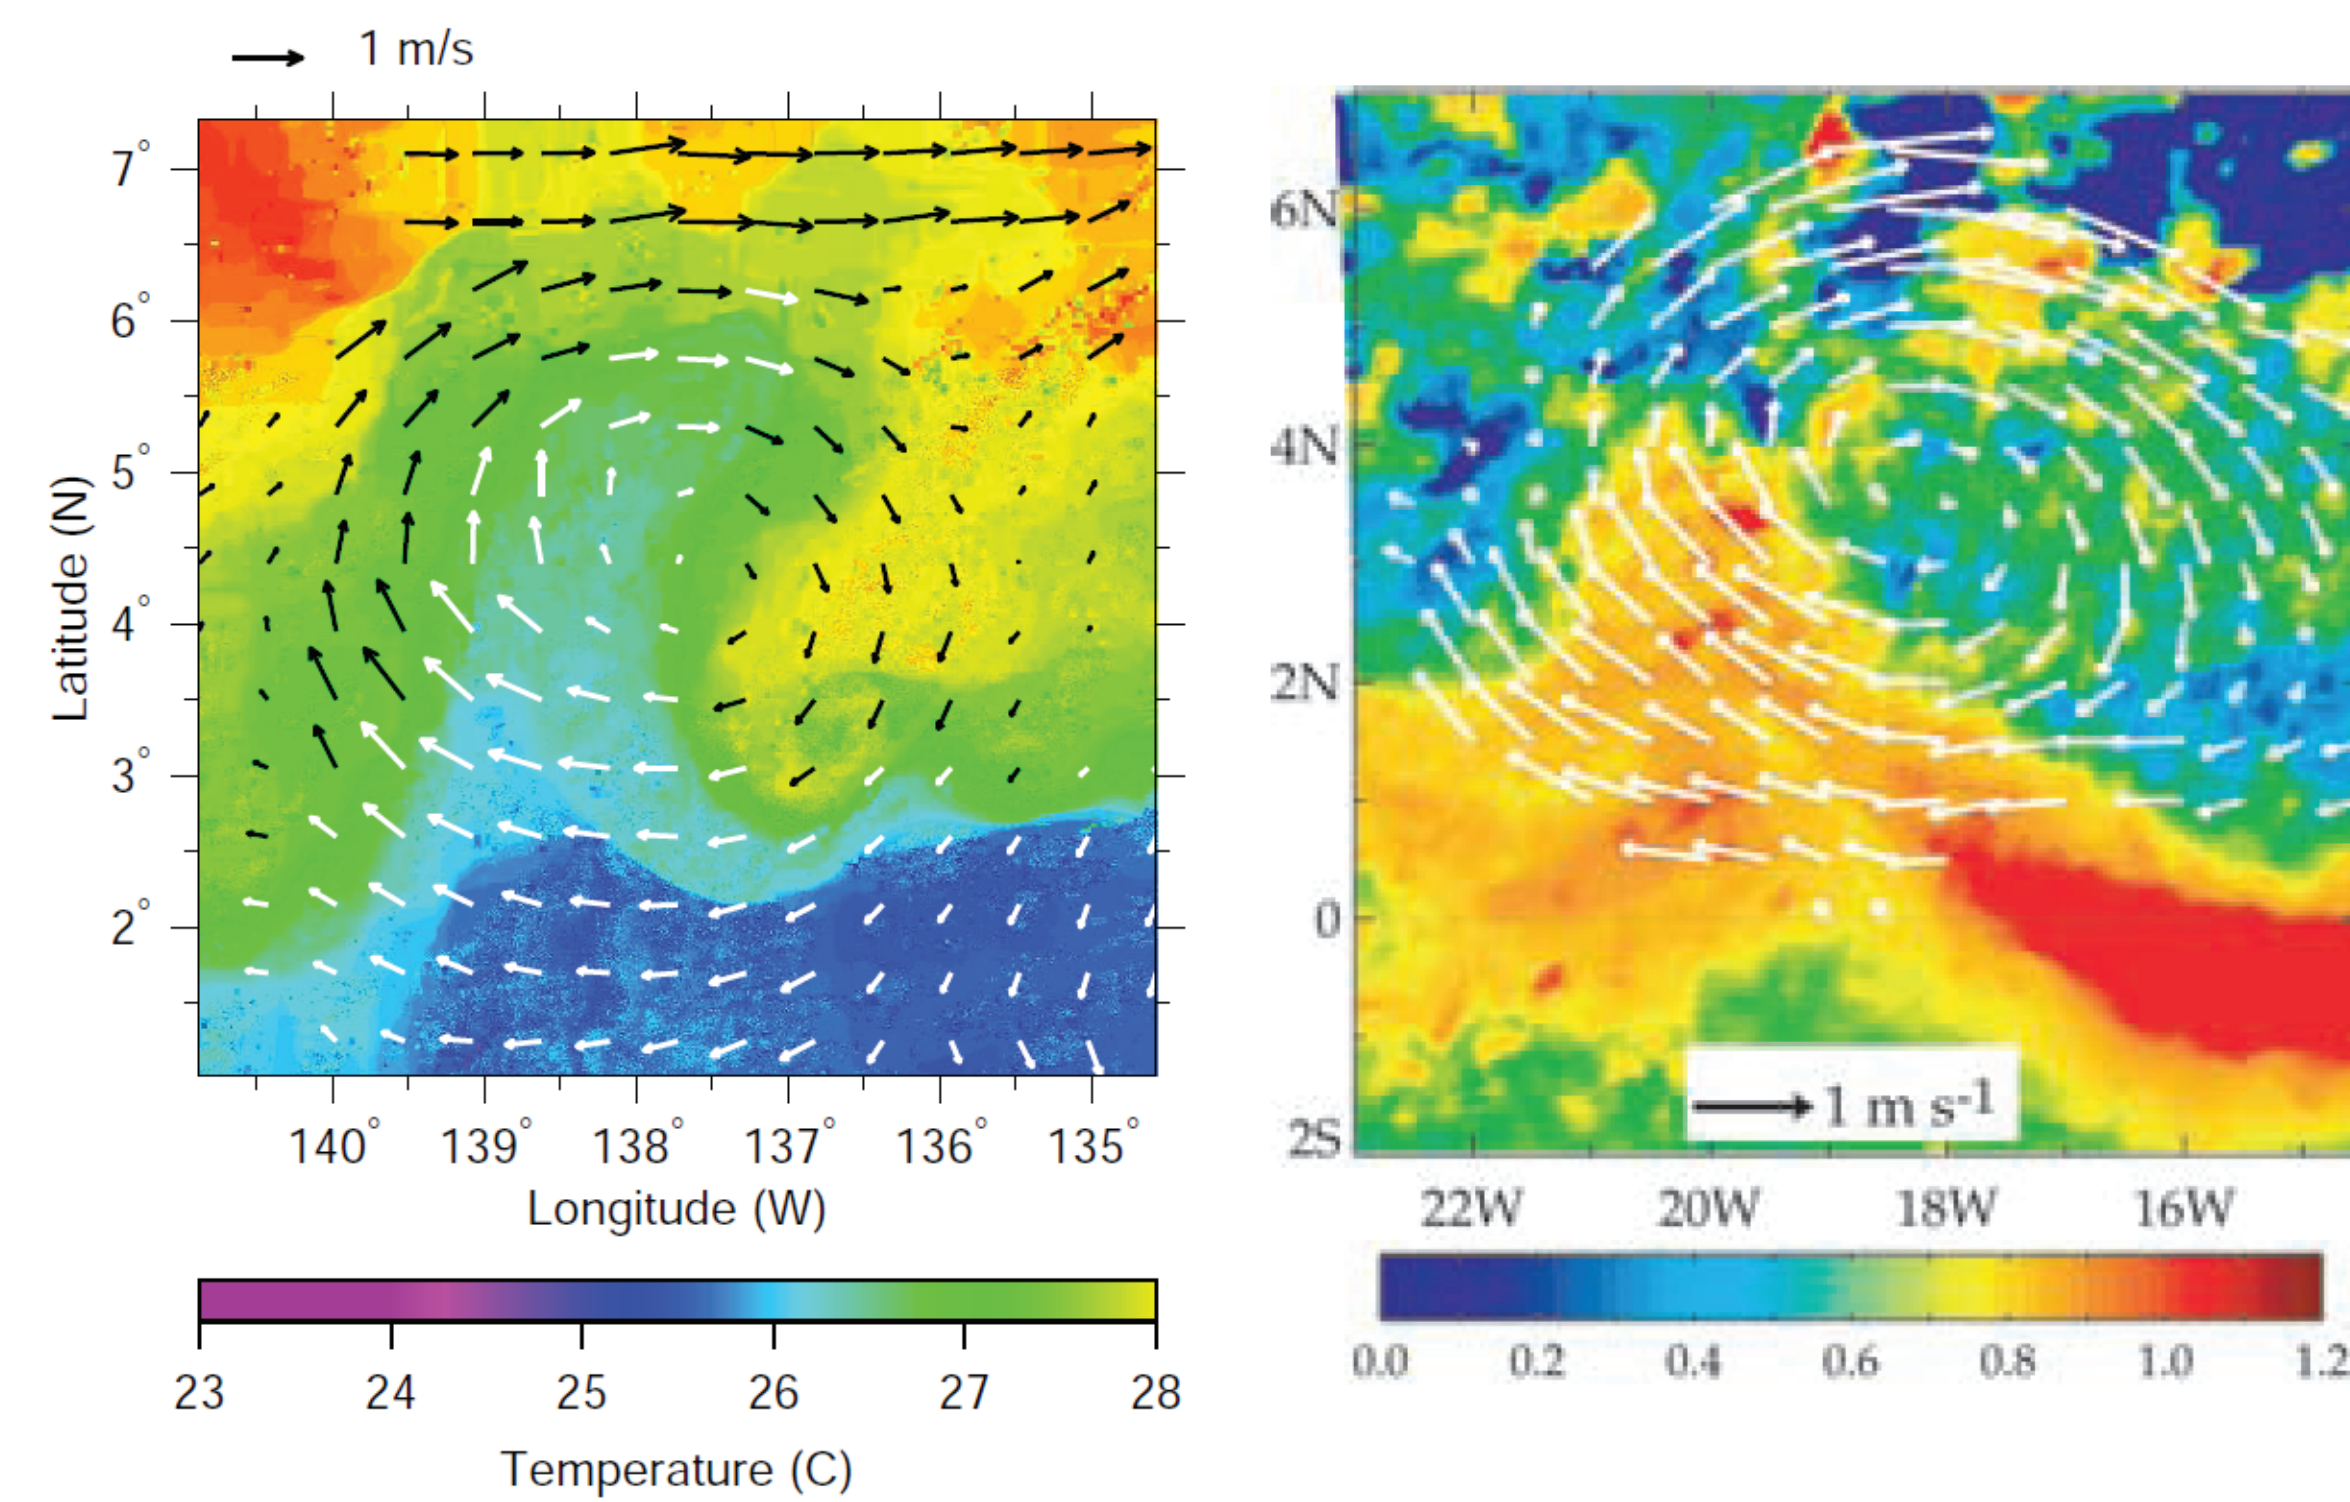 1 m/s
7°
6°
5°
4°
3°
2°
Latitude (N)
140° 139° 138° 137° 136° 135°
Longitude (W)
23 24 25 26 27 28
Temperature (C)
6N
4N
2N
0
2S
1 m s-1
22W 20W 18W 16W
0.0 0.2 0.4 0.6 0.8 1.0 1.2